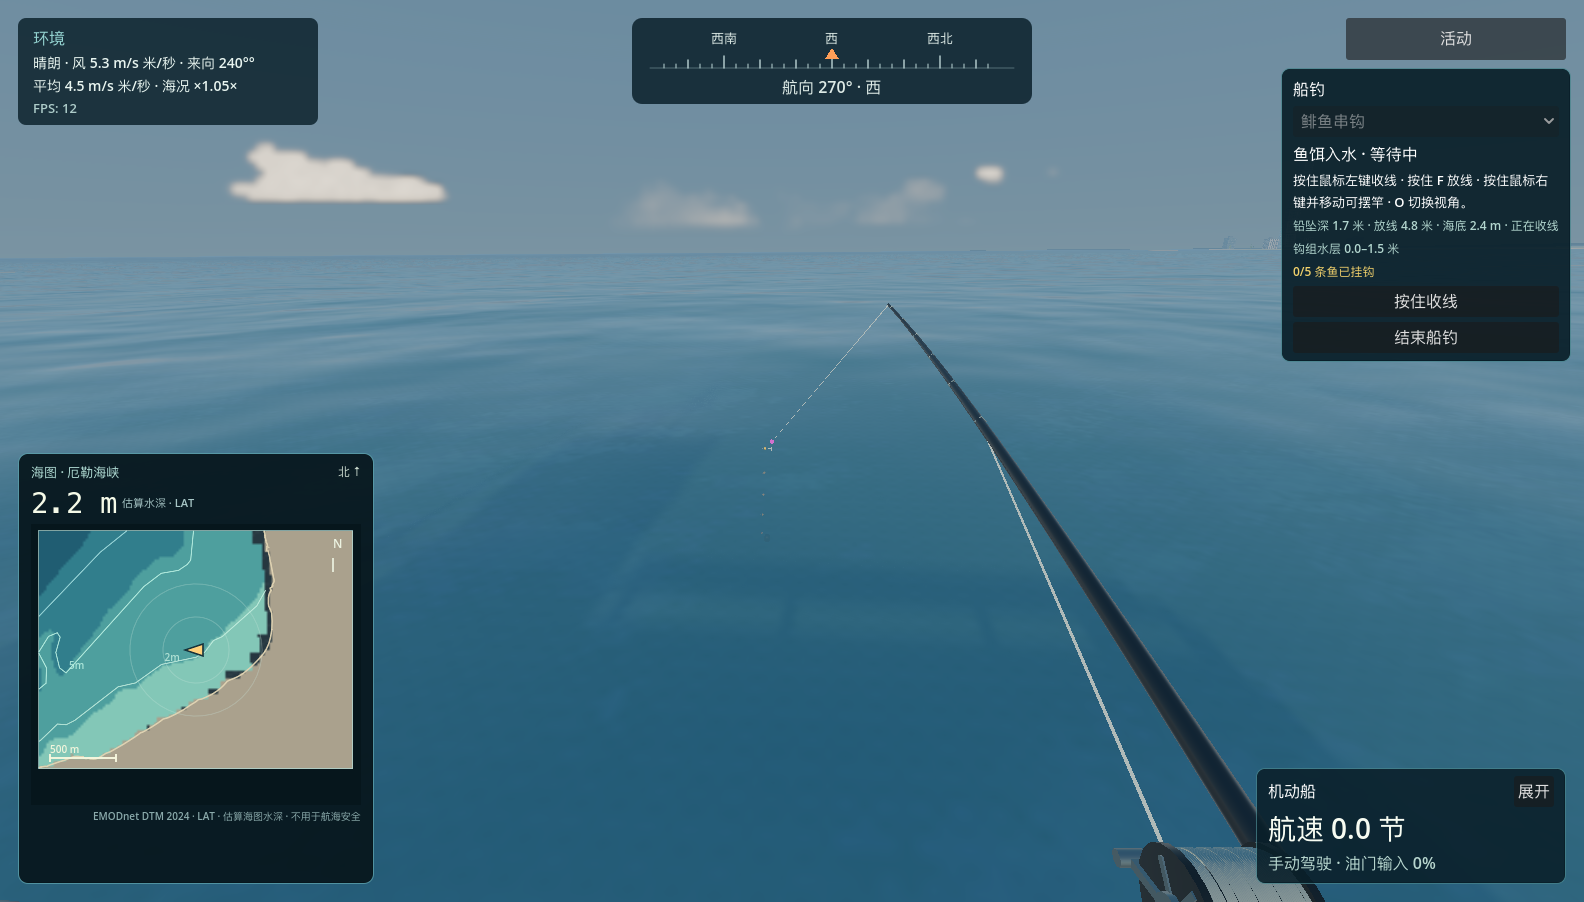 环境
晴朗 · 风 5.3 m/s 米/秒 · 来向 240°°
平均 4.5 m/s 米/秒 · 海况 ×1.05×
FPS: 12
西南 西 西北
航向 270° · 西
活动
船钓
鲱鱼串钩
鱼饵入水 · 等待中
按住鼠标左键收线 · 按住 F 放线 · 按住鼠标右
键并移动可摆竿 · O 切换视角。
铅坠深 1.7 米 · 放线 4.8 米 · 海底 2.4 m · 正在收线
钩组水层 0.0–1.5 米
0/5 条鱼已挂钩
按住收线
结束船钓
海图 · 厄勒海峡 北 ↑
2.2 m 估算水深 · LAT
N
2m
5m
500 m
EMODnet DTM 2024 · LAT · 估算海图水深 · 不用于航海安全
机动船 展开
航速 0.0 节
手动驾驶 · 油门输入 0%